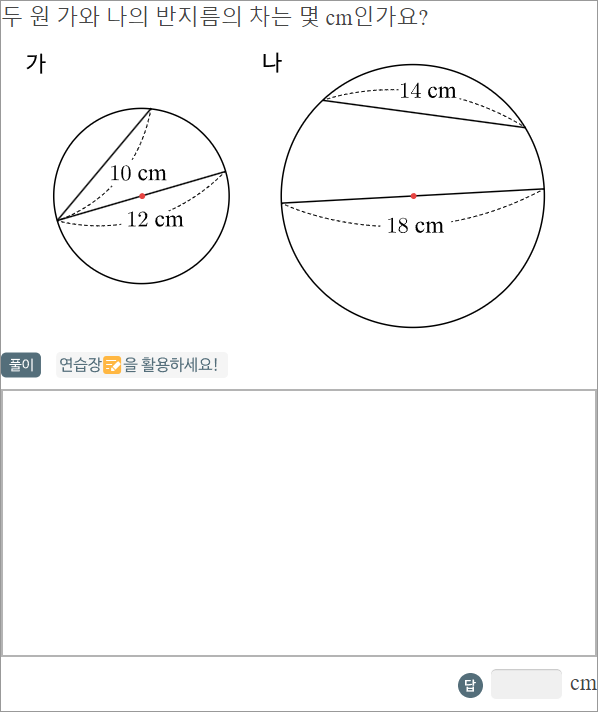 두 원 가와 나의 반지름의 차는 몇 cm인가요?
가
나
14 cm
10 cm
12 cm
18 cm
풀이 연습장을 활용하세요!
답 cm